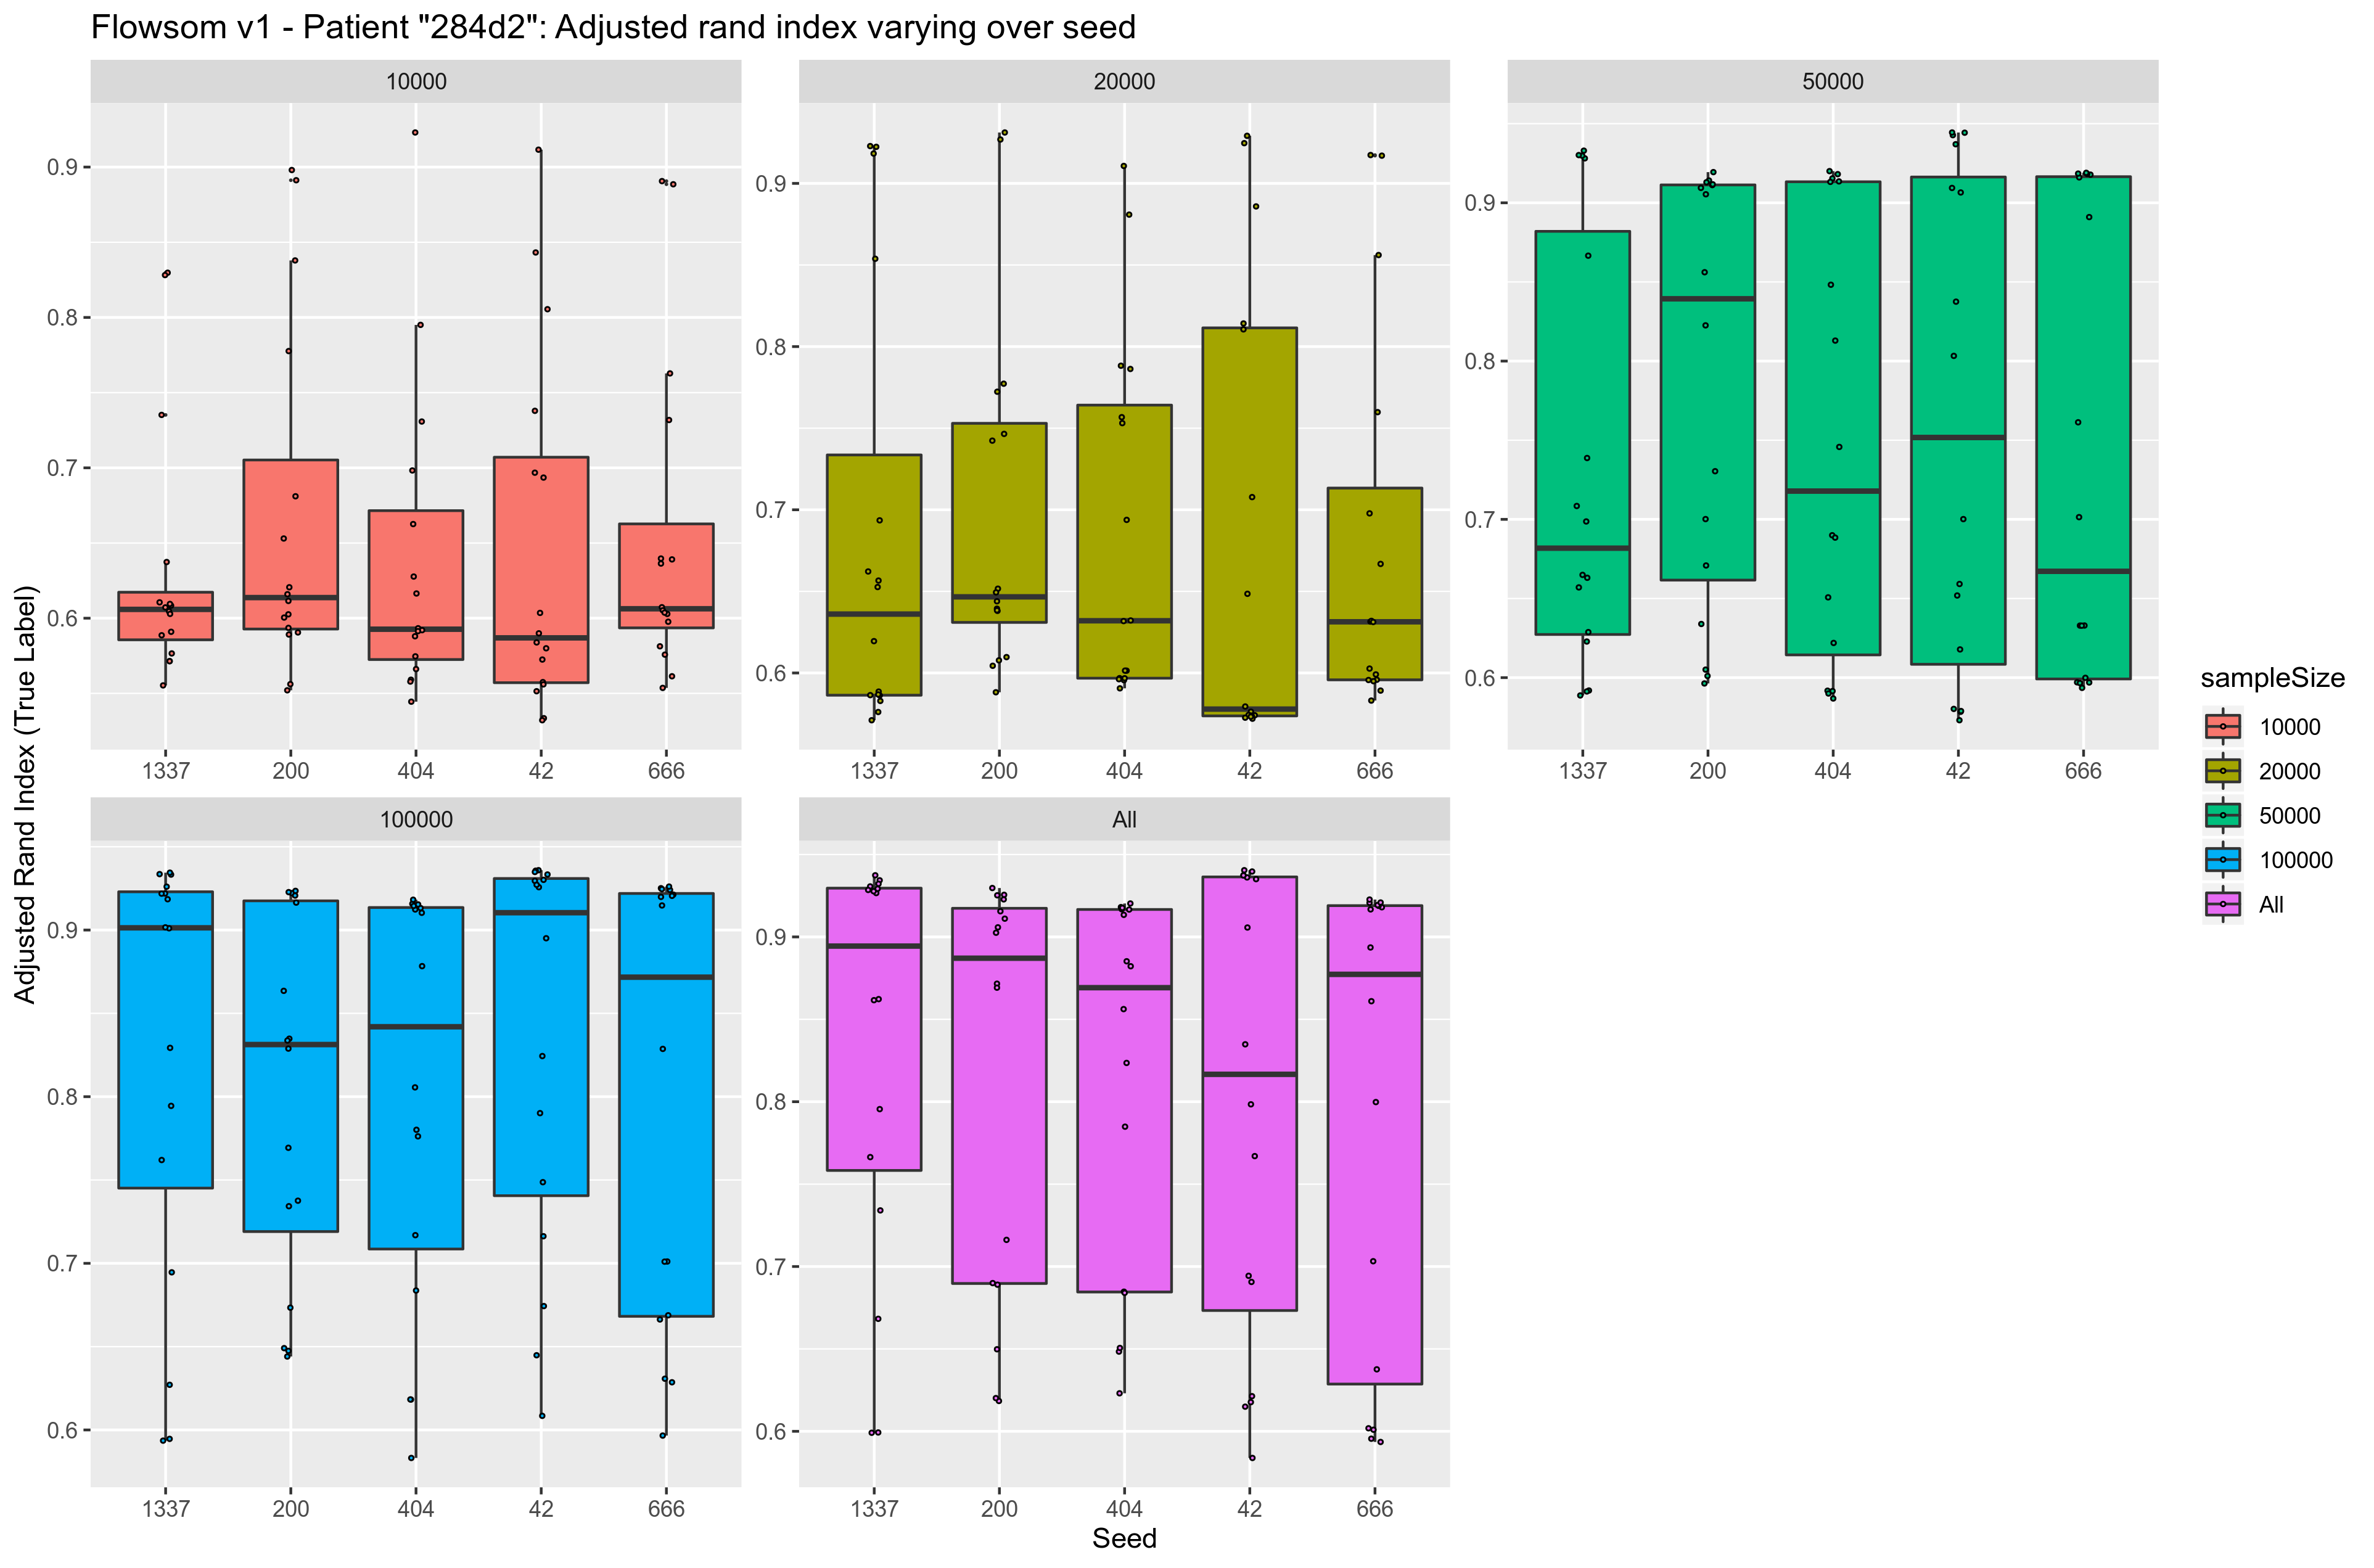 Flowsom v1 - Patient "284d2": Adjusted rand index varying over seed
10000
20000
50000
0.9
0.8
0.7
0.6
0.9
0.8
0.7
0.6
0.9
0.8
0.7
0.6
1337 200 404 42 666
1337 200 404 42 666
1337 200 404 42 666
100000
All
0.9
0.8
0.7
0.6
0.9
0.8
0.7
0.6
1337 200 404 42 666
1337 200 404 42 666
Seed
Adjusted Rand Index (True Label)
sampleSize
10000
20000
50000
100000
All